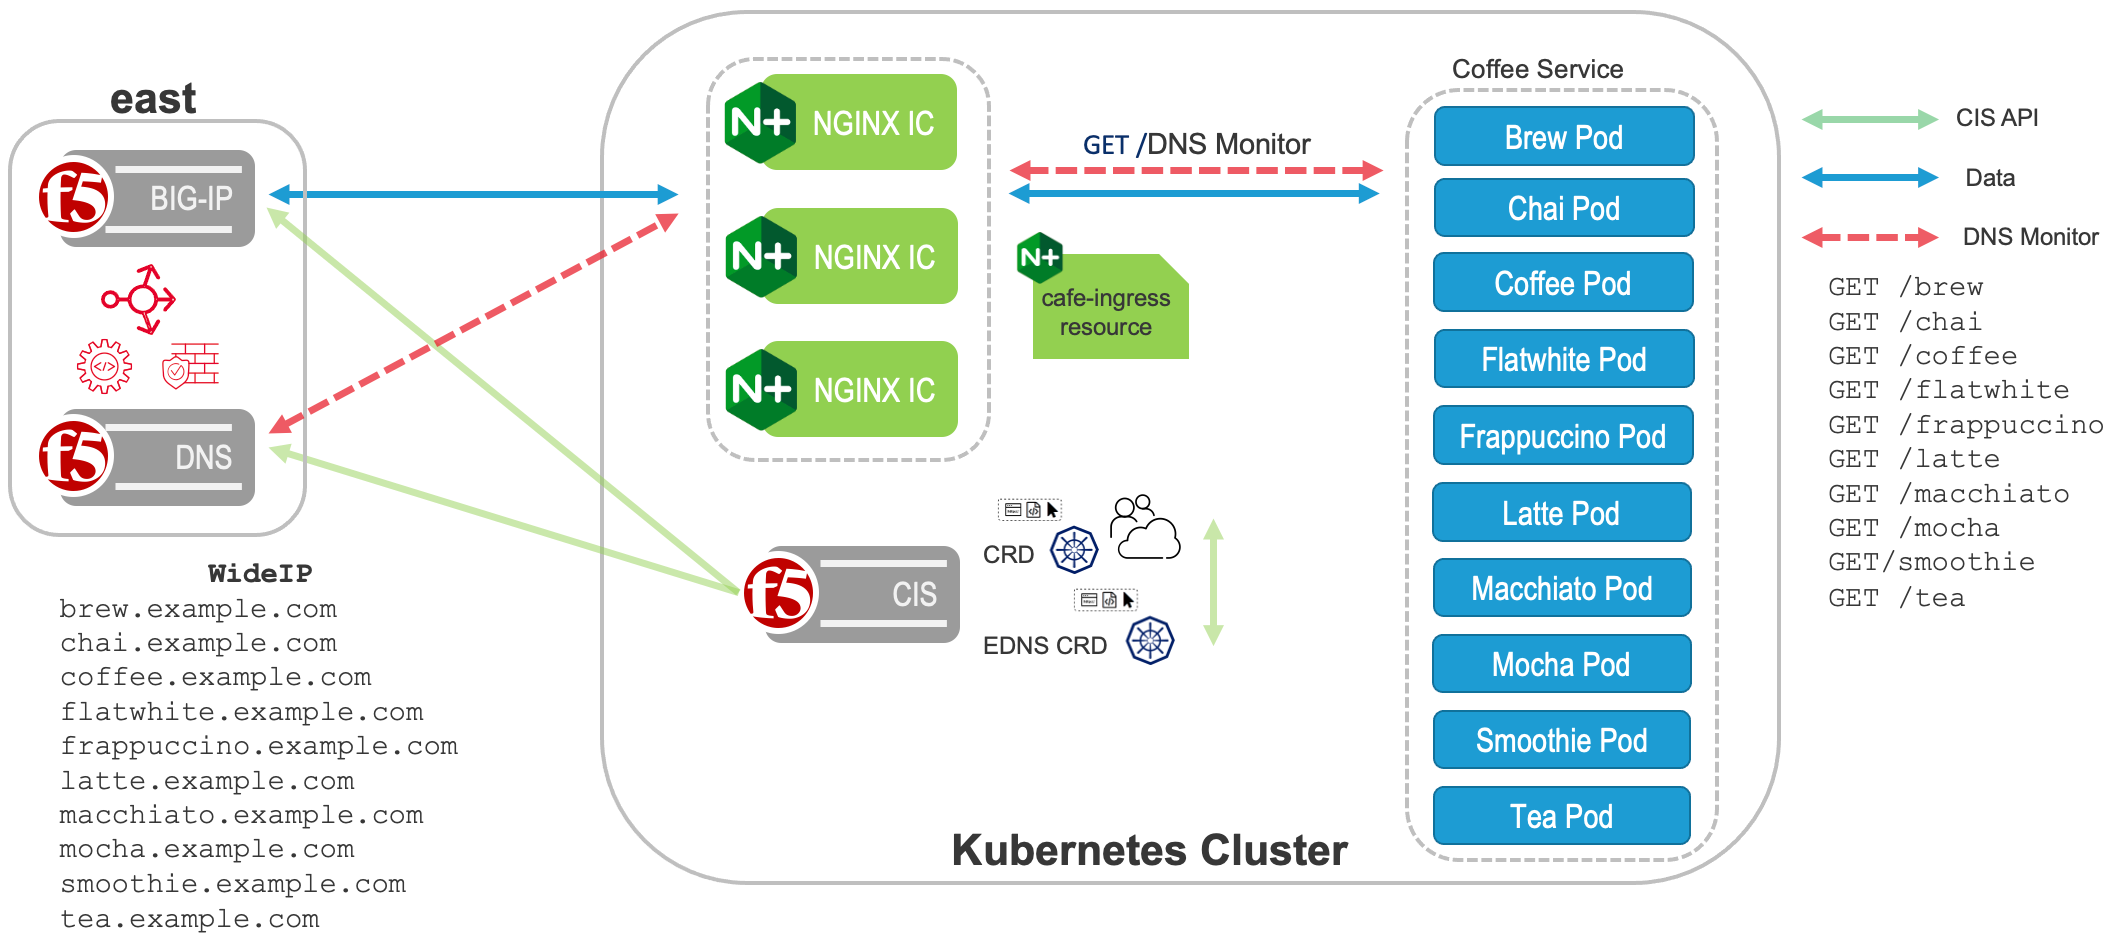 east
f5
BIG-IP
f5
DNS
WideIP
brew.example.com
chai.example.com
coffee.example.com
flatwhite.example.com
frappuccino.example.com
latte.example.com
macchiato.example.com
mocha.example.com
smoothie.example.com
tea.example.com
N+
NGINX IC
N+
NGINX IC
N+
NGINX IC
GET /DNS Monitor
N+
cafe-ingress
resource
f5
CIS
CRD
EDNS CRD
Kubernetes Cluster
Coffee Service
Brew Pod
Chai Pod
Coffee Pod
Flatwhite Pod
Frappuccino Pod
Latte Pod
Macchiato Pod
Mocha Pod
Smoothie Pod
Tea Pod
CIS API
Data
DNS Monitor
GET /brew
GET /chai
GET /coffee
GET /flatwhite
GET /frappuccino
GET /latte
GET /macchiato
GET /mocha
GET/smoothie
GET /tea